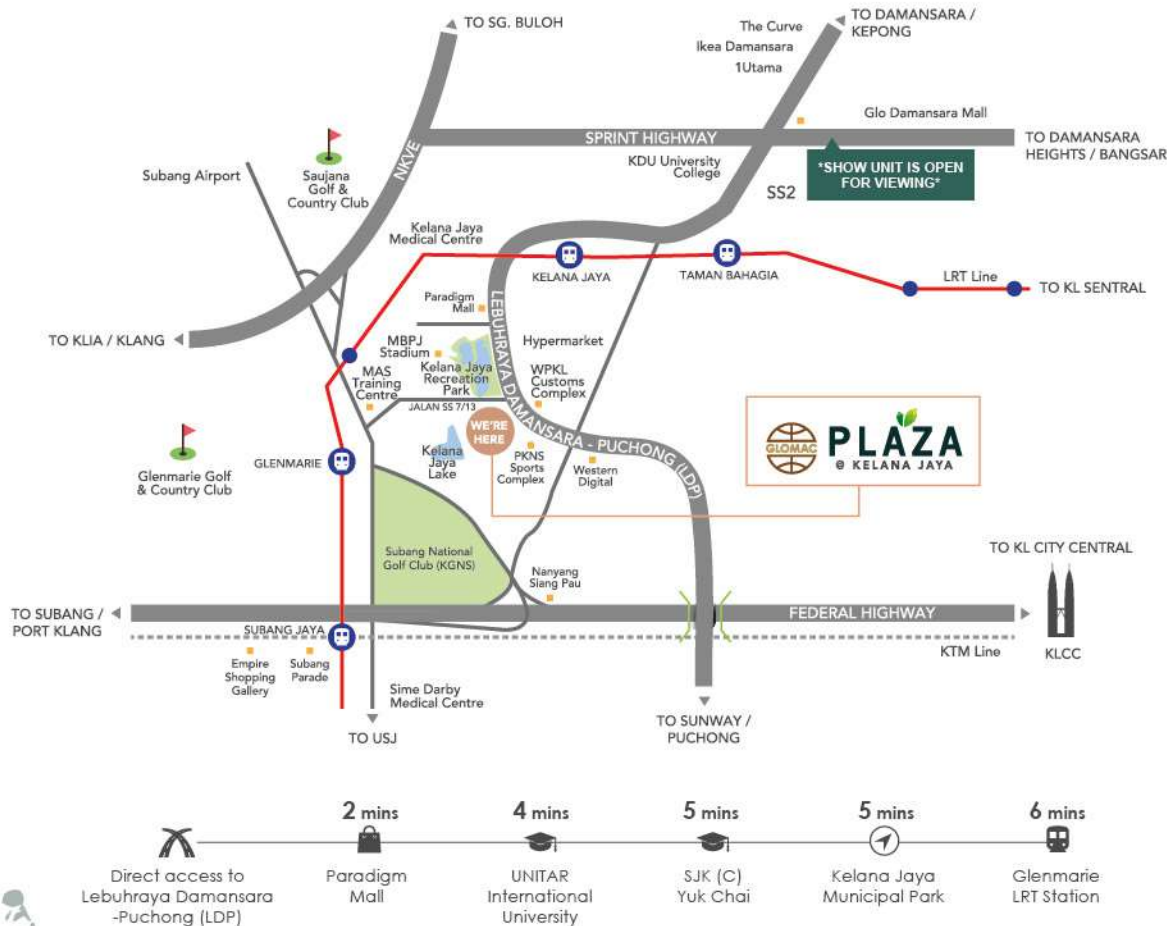 TO SG. BULOH
TO DAMANSARA /
KEPONG
The Curve
Ikea Damansara
1Utama
Glo Damansara Mall
SPRINT HIGHWAY
TO DAMANSARA
HEIGHTS / BANGSAR
NKVE
KDU University
College
*SHOW UNIT IS OPEN
FOR VIEWING*
SS2
Subang Airport
Saujana
Golf &
Country Club
Kelana Jaya
Medical Centre
KELANA JAYA
TAMAN BAHAGIA
LRT Line
TO KL SENTRAL
Paradigm
Mall
LEBUHRAYA DAMANSARA - PUCHONG (LDP)
TO KLIA / KLANG
MBPJ
Stadium
Hypermarket
MAS
Training
Centre
Kelana Jaya
Recreation
Park
WPKL
Customs
Complex
JALAN SS 7/13
WE'RE
HERE
GLOMAC
PLAZA
@ KELANA JAYA
Kelana
Jaya
Lake
PKNS
Sports
Complex
Western
Digital
GLENMARIE
Glenmarie Golf
& Country Club
Subang National
Golf Club (KGNS)
Nanyang
Siang Pau
TO KL CITY CENTRAL
TO SUBANG /
PORT KLANG
FEDERAL HIGHWAY
SUBANG JAYA
KTM Line
KLCC
Empire
Shopping
Gallery
Subang
Parade
Sime Darby
Medical Centre
TO USJ
TO SUNWAY /
PUCHONG
Direct access to
Lebuhraya Damansara
-Puchong (LDP)
2 mins
Paradigm
Mall
4 mins
UNITAR
International
University
5 mins
SJK (C)
Yuk Chai
5 mins
Kelana Jaya
Municipal Park
6 mins
Glenmarie
LRT Station